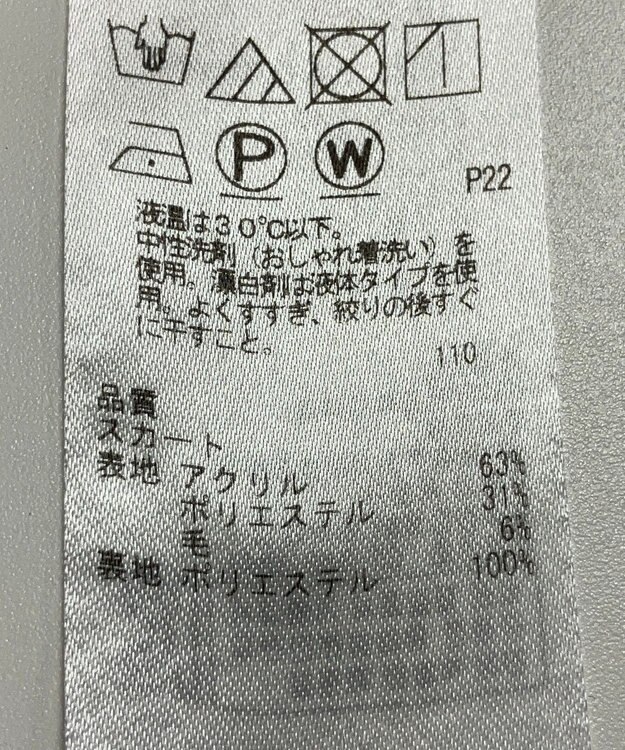 P W
P22
液温は30℃以下。
中性洗剤（おしゃれ着洗い）を
使用。漂白剤は液体タイプを使
用。よくすすぎ、絞りの後すぐ
に干すこと。
110
品質
スカート
表地 アクリル 63%
ポリエステル 31%
毛 6%
裏地 ポリエステル 100%